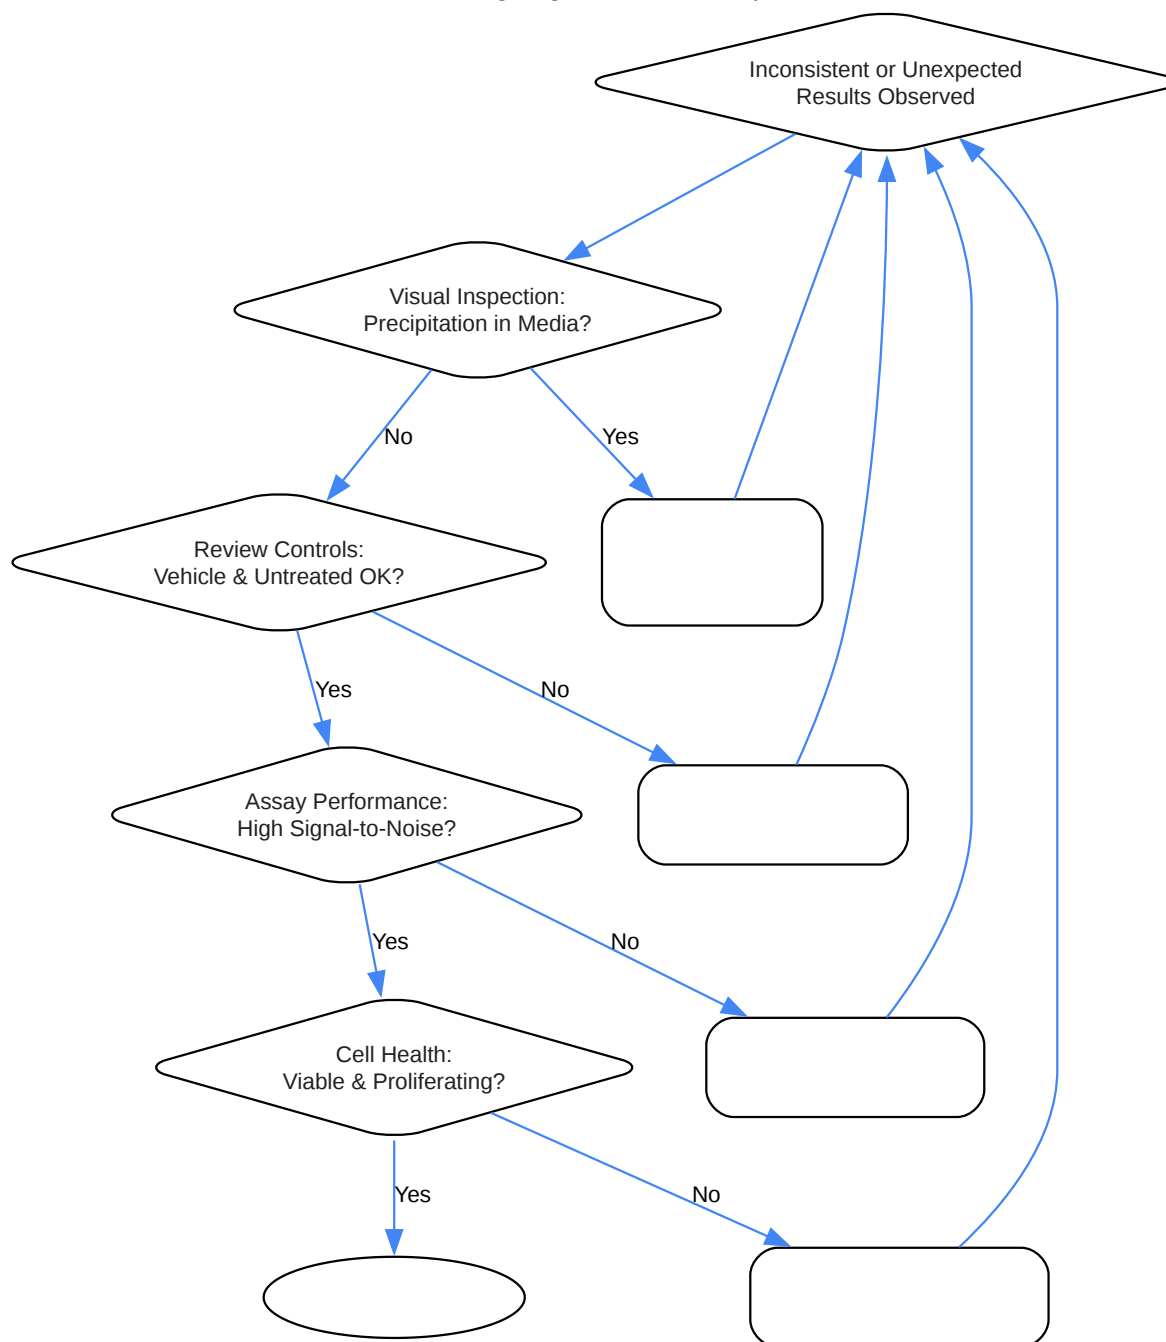 Inconsistent or Unexpected
Results Observed
Visual Inspection:
Precipitation in Media?
No
Yes
Review Controls:
Vehicle & Untreated OK?
Yes
No
Assay Performance:
High Signal-to-Noise?
Yes
No
Cell Health:
Viable & Proliferating?
Yes
No